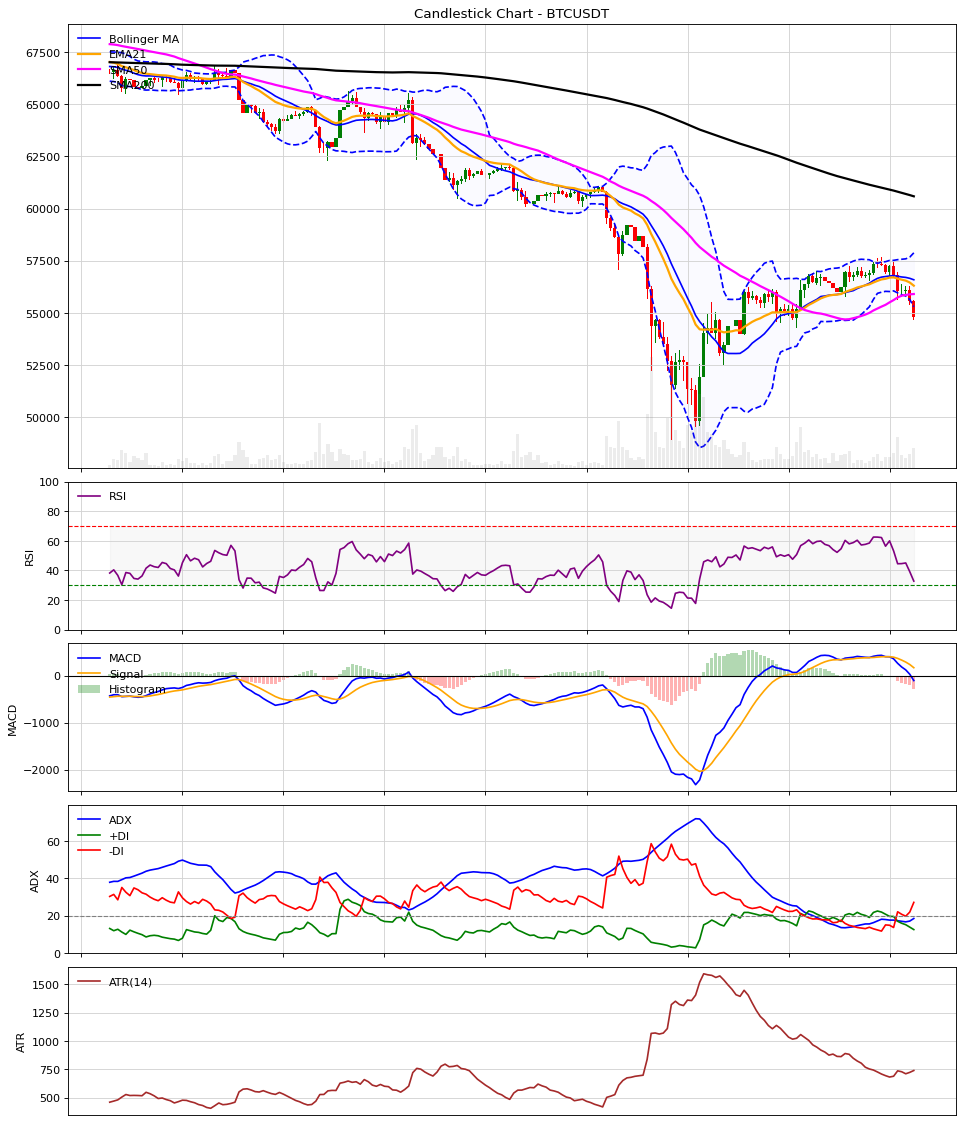 Candlestick Chart - BTCUSDT
Bollinger MA
EMA21
SMA50
SMA200
67500
65000
62500
60000
57500
55000
52500
50000
RSI
100
80
60
40
20
0
RSI
MACD
Signal
Histogram
0
−1000
−2000
MACD
ADX
+DI
-DI
60
40
20
0
ADX
ATR(14)
1500
1250
1000
750
500
ATR